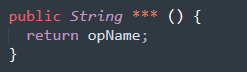 public String *** () {
return opName;
}